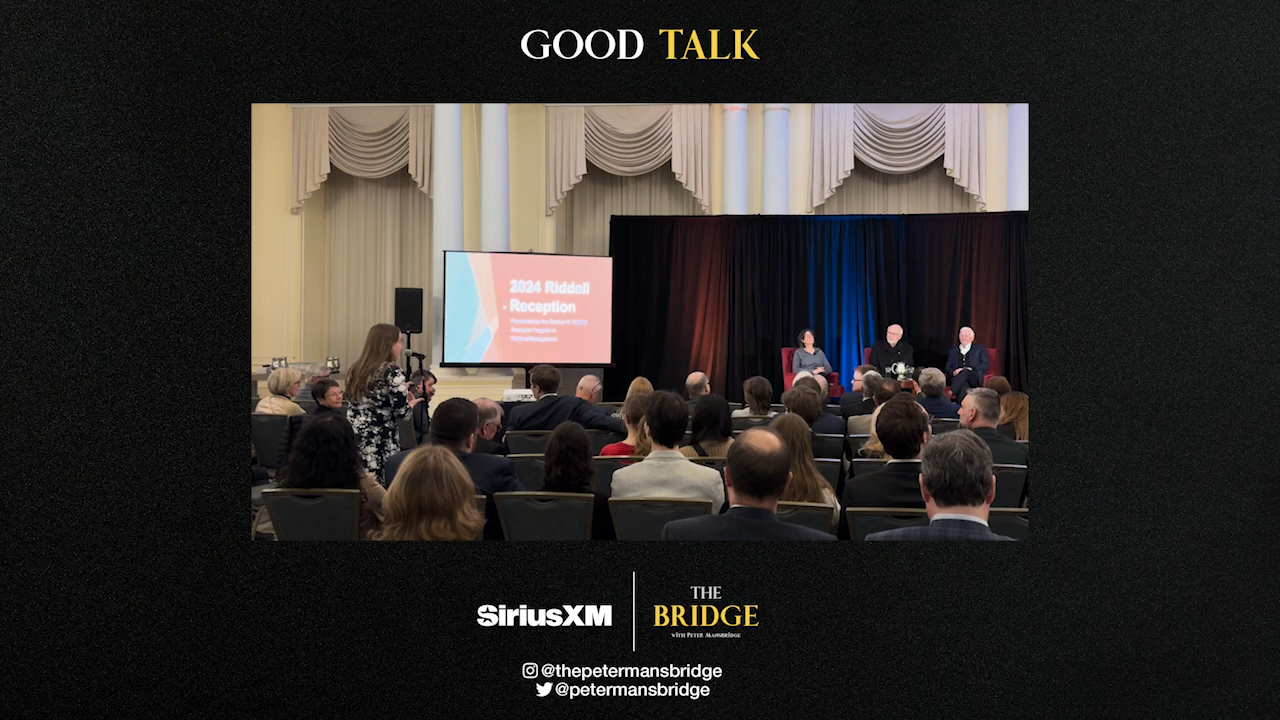 GOOD TALK
2024 Riddell
Reception
SiriusXM
THE
BRIDGE
WITH PETER MANSBRIDGE
@thepetermansbridge
@petermansbridge